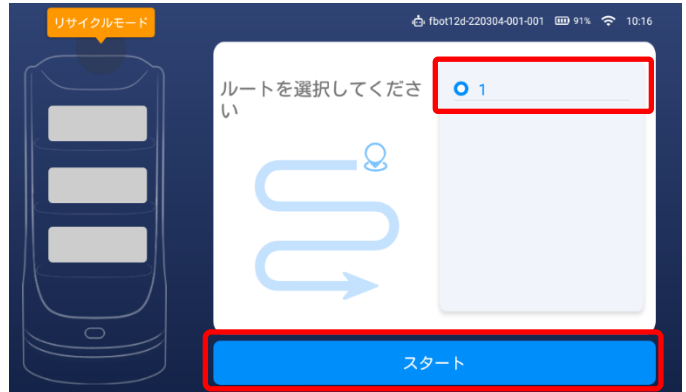 リサイクルモード
fbot12d-220304-001-001 91% 10:16
ルートを選択してくださ
い
1
スタート